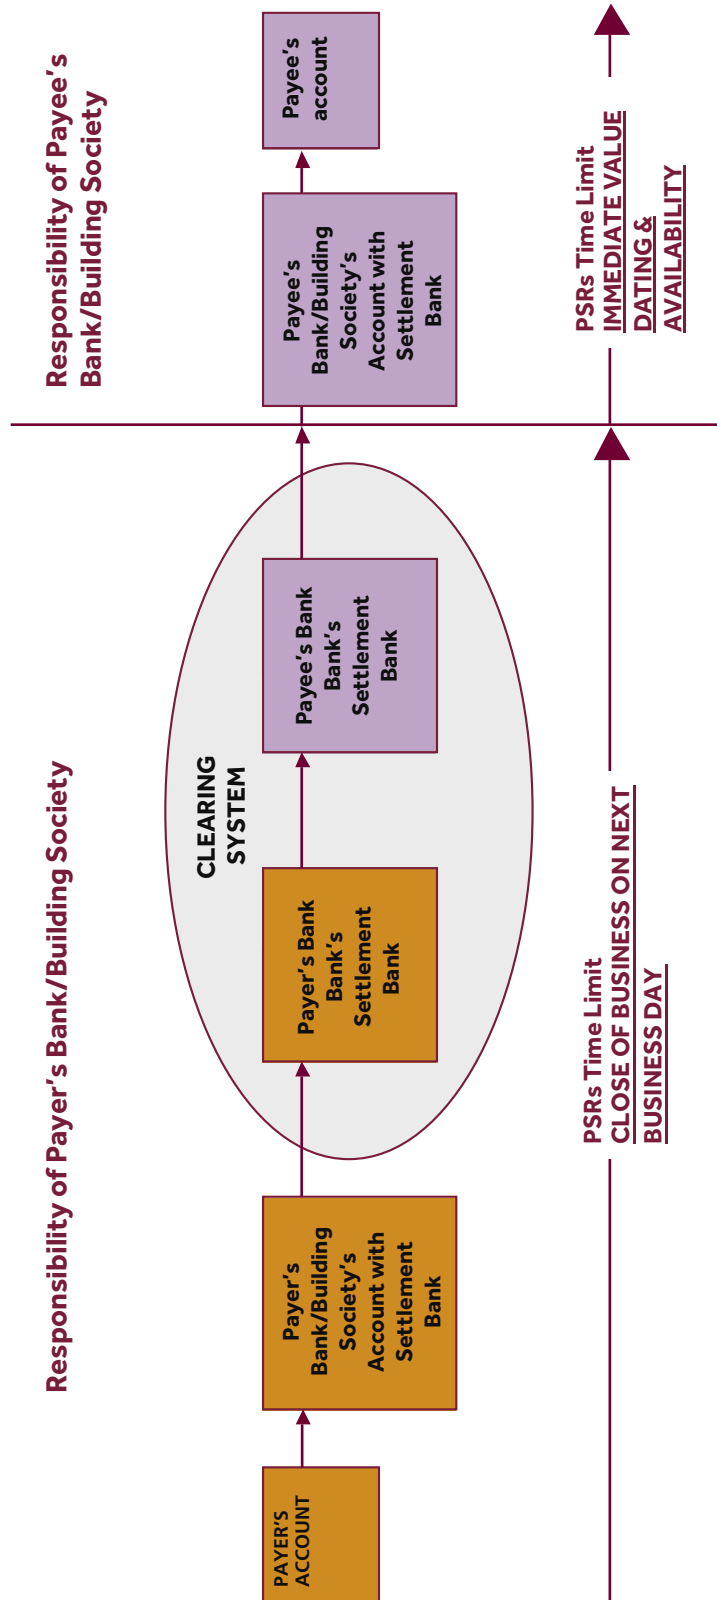 Responsibility of Payer's Bank/Building Society
Responsibility of Payee's
Bank/Building Society
CLEARING
SYSTEM
PAYER'S
ACCOUNT
Payer's
Bank/Building
Society's
Account with
Settlement
Bank
Payer's Bank
Bank's
Settlement
Bank
Payee's Bank
Bank's
Settlement
Bank
Payee's
Bank/Building
Society's
Account with
Settlement
Bank
Payee's
account
PSRs Time Limit
CLOSE OF BUSINESS ON NEXT
BUSINESS DAY
PSRs Time Limit
IMMEDIATE VALUE
DATING &
AVAILABILITY